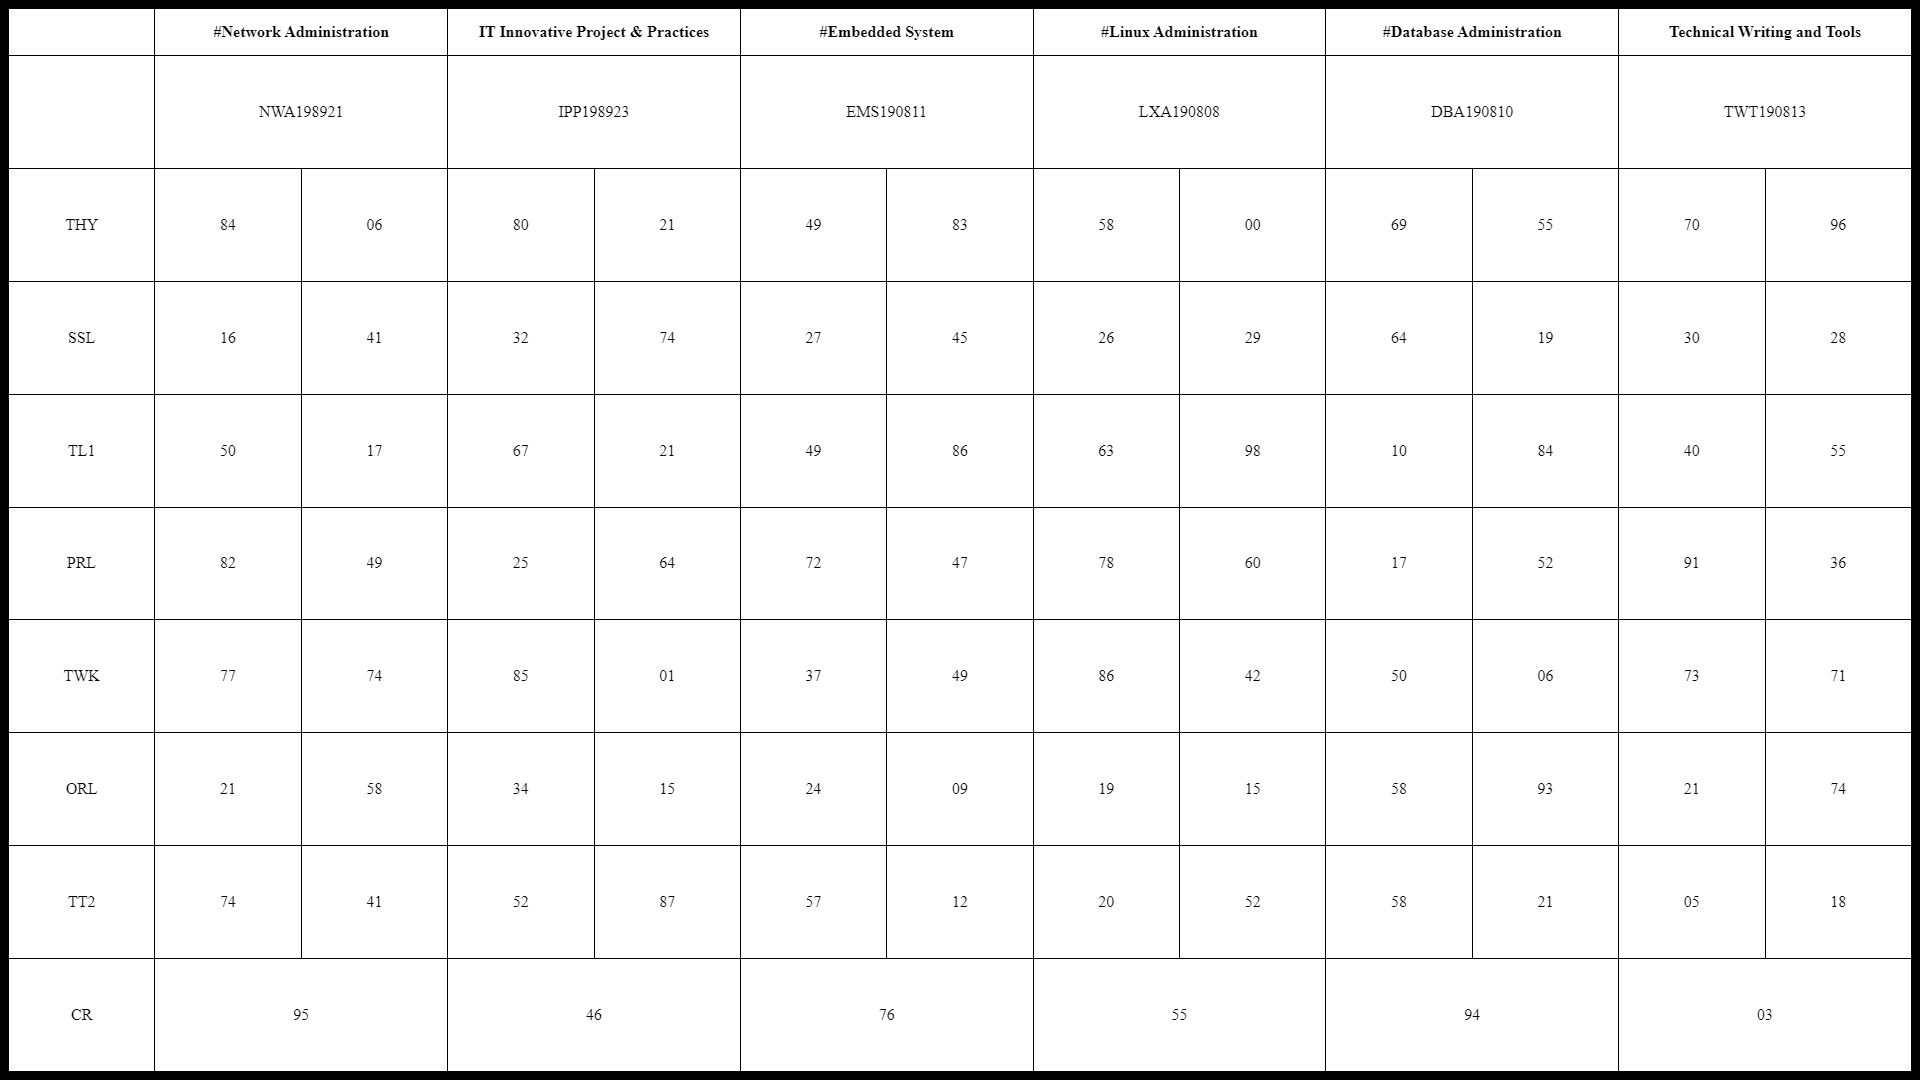 #Network Administration IT Innovative Project & Practices #Embedded System #Linux Administration #Database Administration Technical Writing and Tools
NWA198921 IPP198923 EMS190811 LXA190808 DBA190810 TWT190813
THY 84 06 80 21 49 83 58 00 69 55 70 96
SSL 16 41 32 74 27 45 26 29 64 19 30 28
TL1 50 17 67 21 49 86 63 98 10 84 40 55
PRL 82 49 25 64 72 47 78 60 17 52 91 36
TWK 77 74 85 01 37 49 86 42 50 06 73 71
ORL 21 58 34 15 24 09 19 15 58 93 21 74
TT2 74 41 52 87 57 12 20 52 58 21 05 18
CR 95 46 76 55 94 03